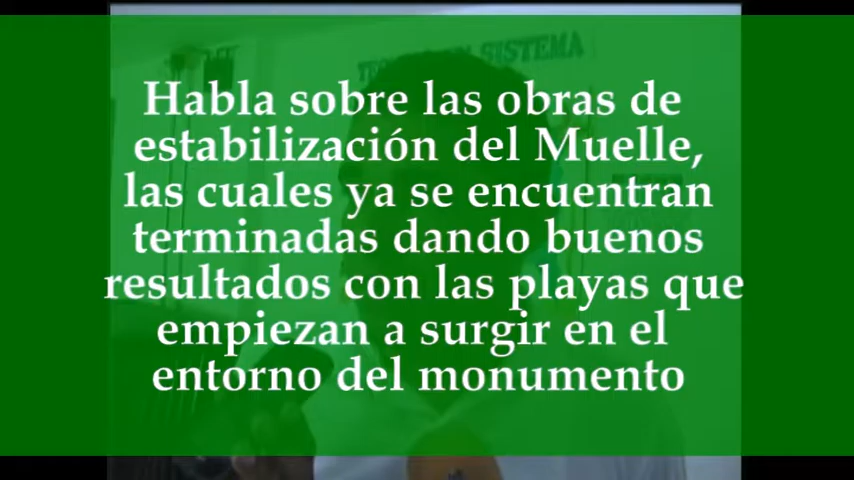 SISTEMA
Habla sobre las obras de
estabilización del Muelle,
las cuales ya se encuentran
terminadas dando buenos
resultados con las playas que
empiezan a surgir en el
entorno del monumento